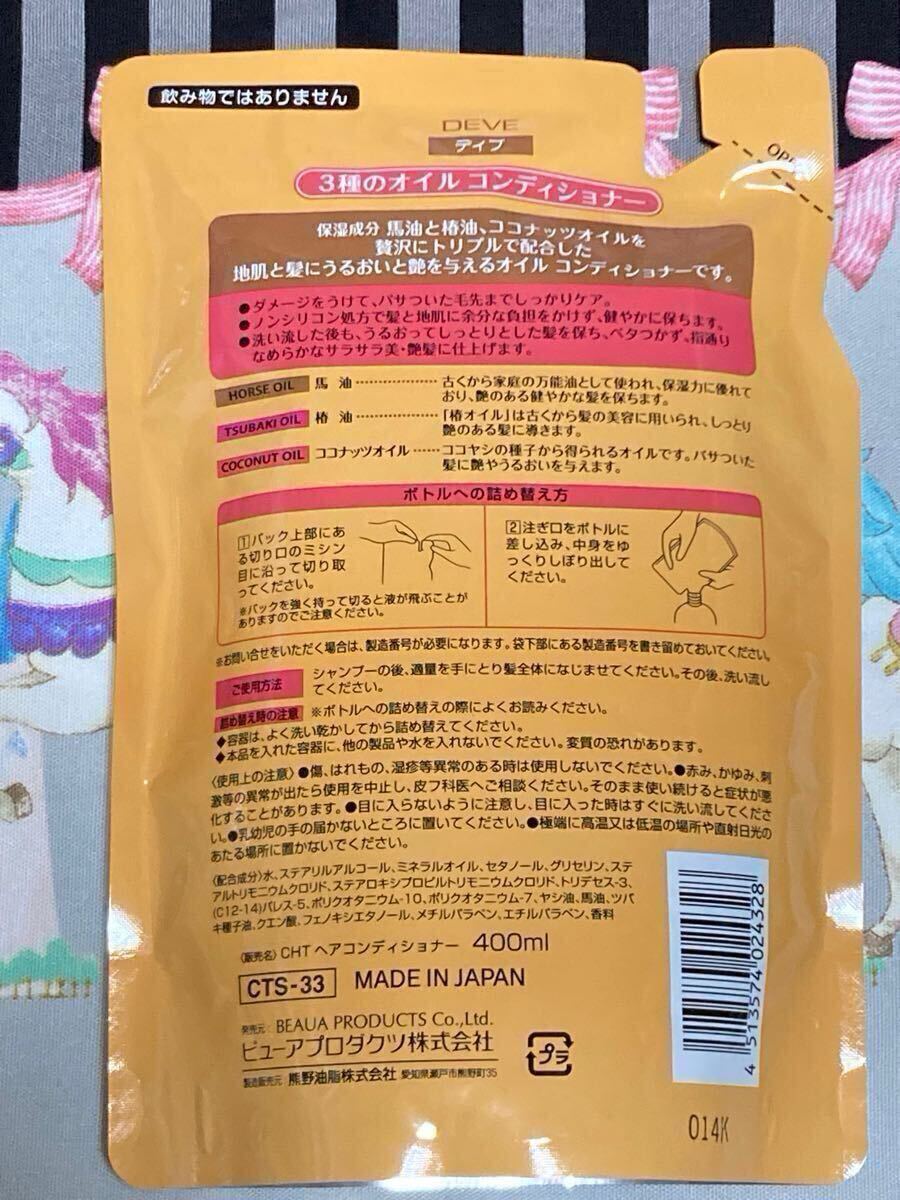 飲み物ではありません
OPE
DEVE
ディブ
3種のオイル コンディショナー
保湿成分 馬油と椿油、ココナッツオイルを
贅沢にトリプルで配合した
地肌と髪にうるおいと艶を与えるオイル コンディショナーです。
●ダメージをうけて、パサついた毛先までしっかりケア。
●ノンシリコン処方で髪と地肌に余分な負担をかけず、健やかに保ちます。
●洗い流した後も、うるおってしっとりとした髪を保ち、ベタつかず、指通り
なめらかなサラサラ美・艶髪に仕上げます。
HORSE OIL 馬 油 ……………… 古くから家庭の万能油として使われ、保湿力に優れて
おり、艶のある健やかな髪を保ちます。
TSUBAKI OIL 椿 油 ……………… 「椿オイル」は古くから髪の美容に用いられ、しっとり
艶のある髪に導きます。
COCONUT OIL ココナッツオイル …… ココヤシの種子から得られるオイルです。パサついた
髪に艶やうるおいを与えます。
ボトルへの詰め替え方
1パック上部にあ
る切り口のミシン
目に沿って切り取
ってください。
※パックを強く持って切ると液が飛ぶことが
ありますのでご注意ください。
2注ぎ口をボトルに
差し込み、中身をゆ
っくりしぼり出して
ください。
※お問い合せをいただく場合は、製造番号が必要になります。袋下部にある製造番号を書き留めておいてください。
ご使用方法 シャンプーの後、適量を手にとり髪全体になじませてください。その後、洗い流し
てください。
詰め替え時の注意 ※ボトルへの詰め替えの際によくお読みください。
◆容器は、よく洗い乾かしてから詰め替えてください。
◆本品を入れた容器に、他の製品や水を入れないでください。変質の恐れがあります。
〈使用上の注意〉●傷、はれもの、湿疹等異常のある時は使用しないでください。●赤み、かゆみ、刺
激等の異常が出たら使用を中止し、皮フ科医へご相談ください。そのまま使い続けると症状が悪
化することがあります。●目に入らないように注意し、目に入った時はすぐに洗い流してくださ
い。●乳幼児の手の届かないところに置いてください。●極端に高温又は低温の場所や直射日光の
あたる場所に置かないでください。
〈配合成分〉水、ステアリルアルコール、ミネラルオイル、セタノール、グリセリン、ステ
アルトリモニウムクロリド、ステアロキシプロピルトリモニウムクロリド、トリデセス-3、
(C12-14)パレス-5、ポリクオタニウム-10、ポリクオタニウム-7、ヤシ油、馬油、ツバ
キ種子油、クエン酸、フェノキシエタノール、メチルパラベン、エチルパラベン、香料
〈販売名〉CHT ヘアコンディショナー 400ml
CTS-33 MADE IN JAPAN
発売元: BEAUA PRODUCTS Co.,Ltd.
ビューアプロダクツ株式会社
製造販売元 熊野油脂株式会社 愛知県瀬戸市熊野町35
プラ
4 513574 024328
014K